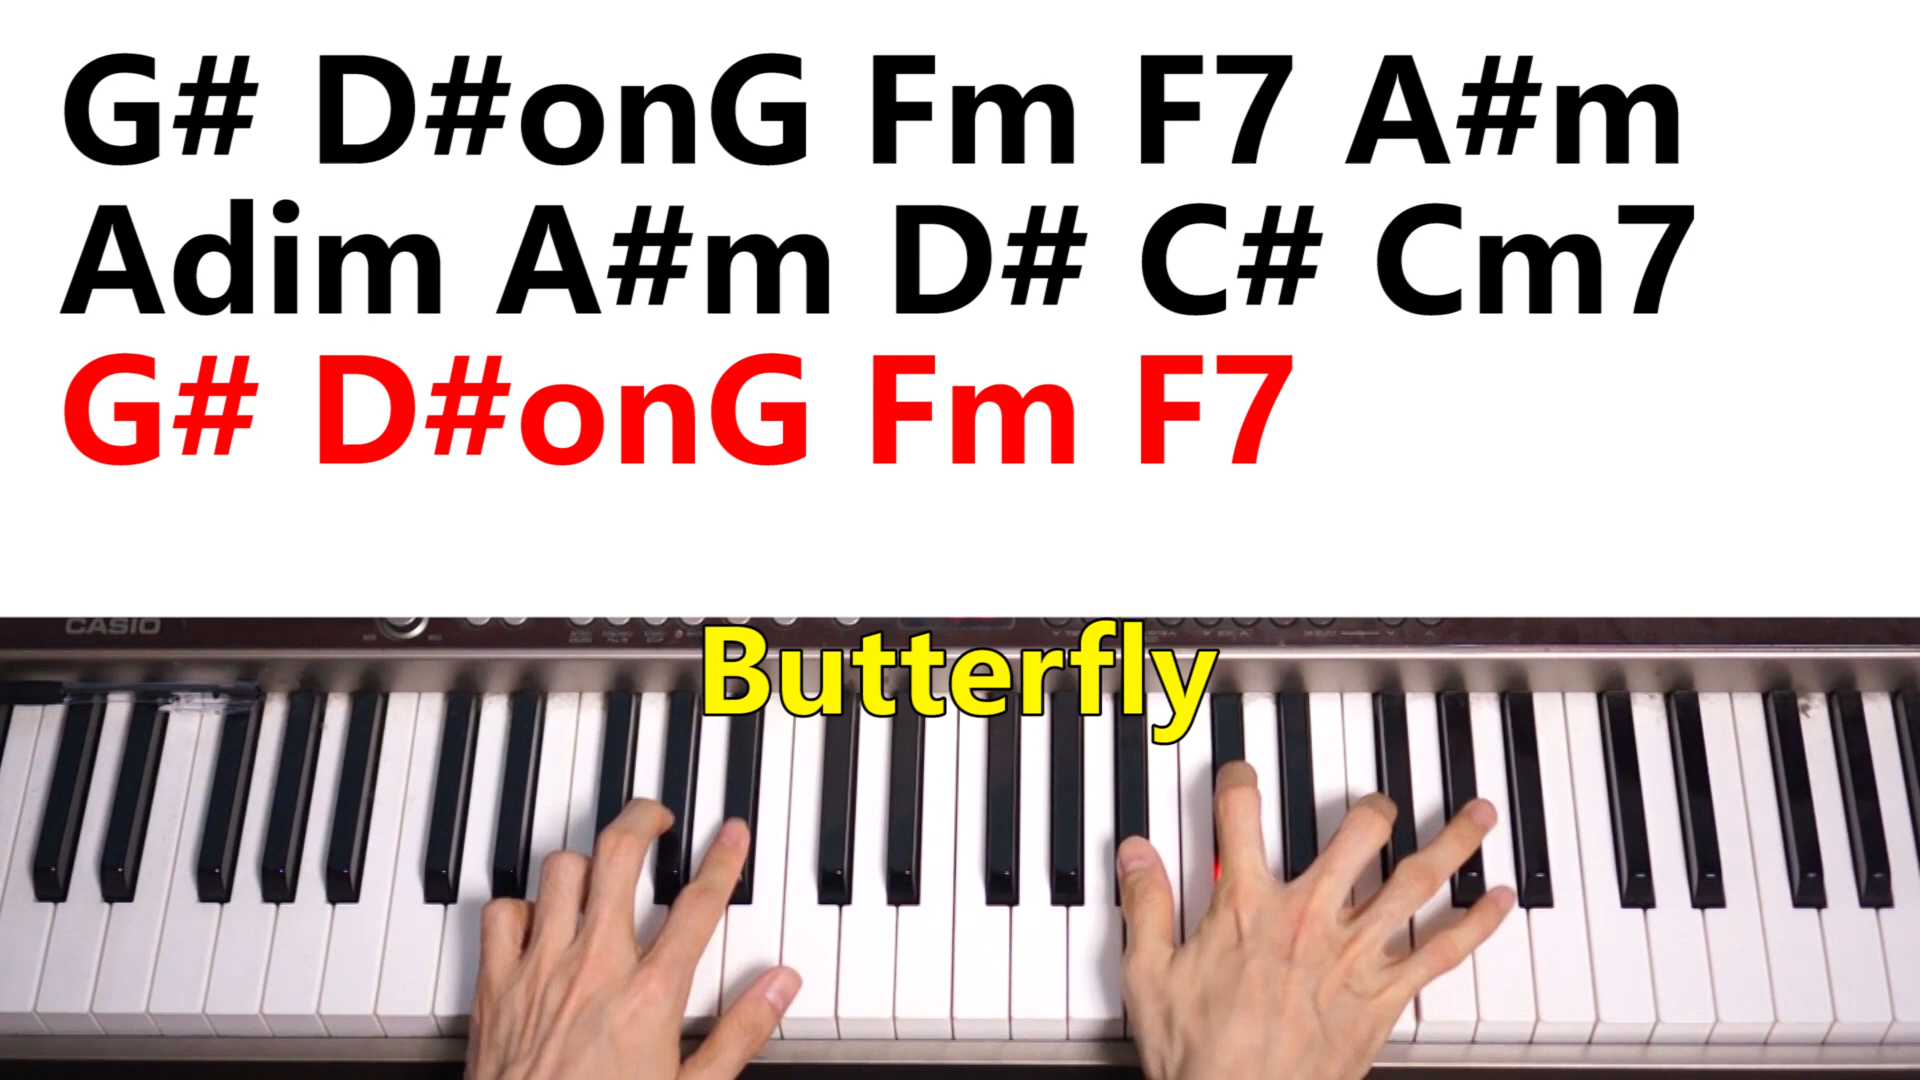 G# D#onG Fm F7 A#m
Adim A#m D# C# Cm7
G# D#onG Fm F7
CASIO
Butterfly